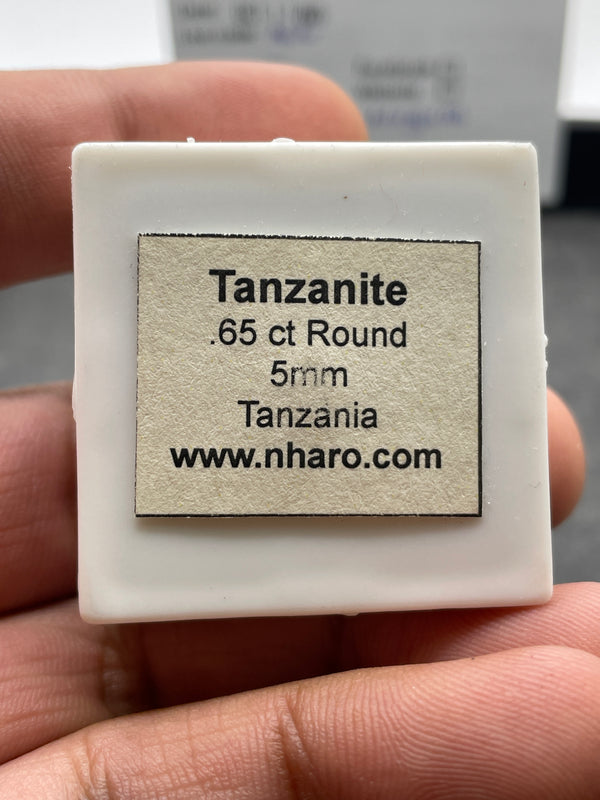 Tanzanite
.65 ct Round
5mm
Tanzania
www.nharo.com